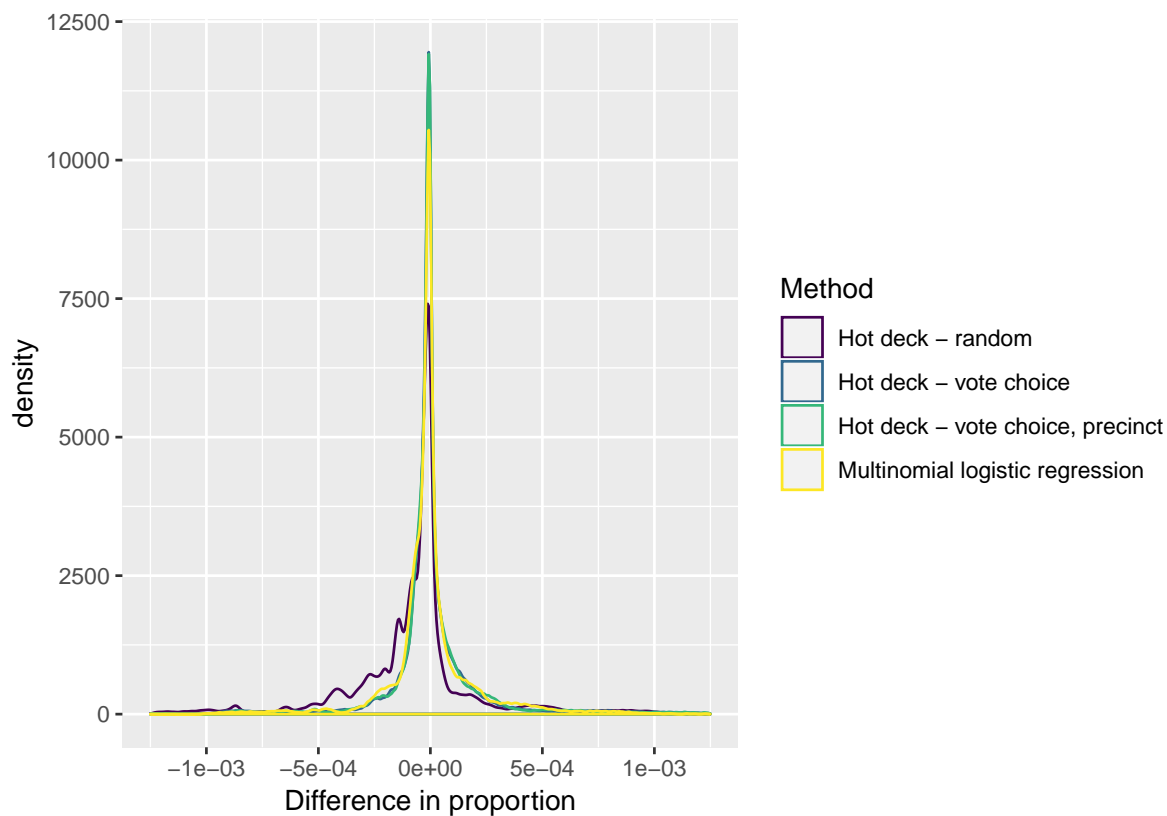 12500
10000
7500
5000
2500
0
density
−1e−03
−5e−04
0e+00
5e−04
1e−03
Difference in proportion
Method
Hot deck − random
Hot deck − vote choice
Hot deck − vote choice, precinct
Multinomial logistic regression